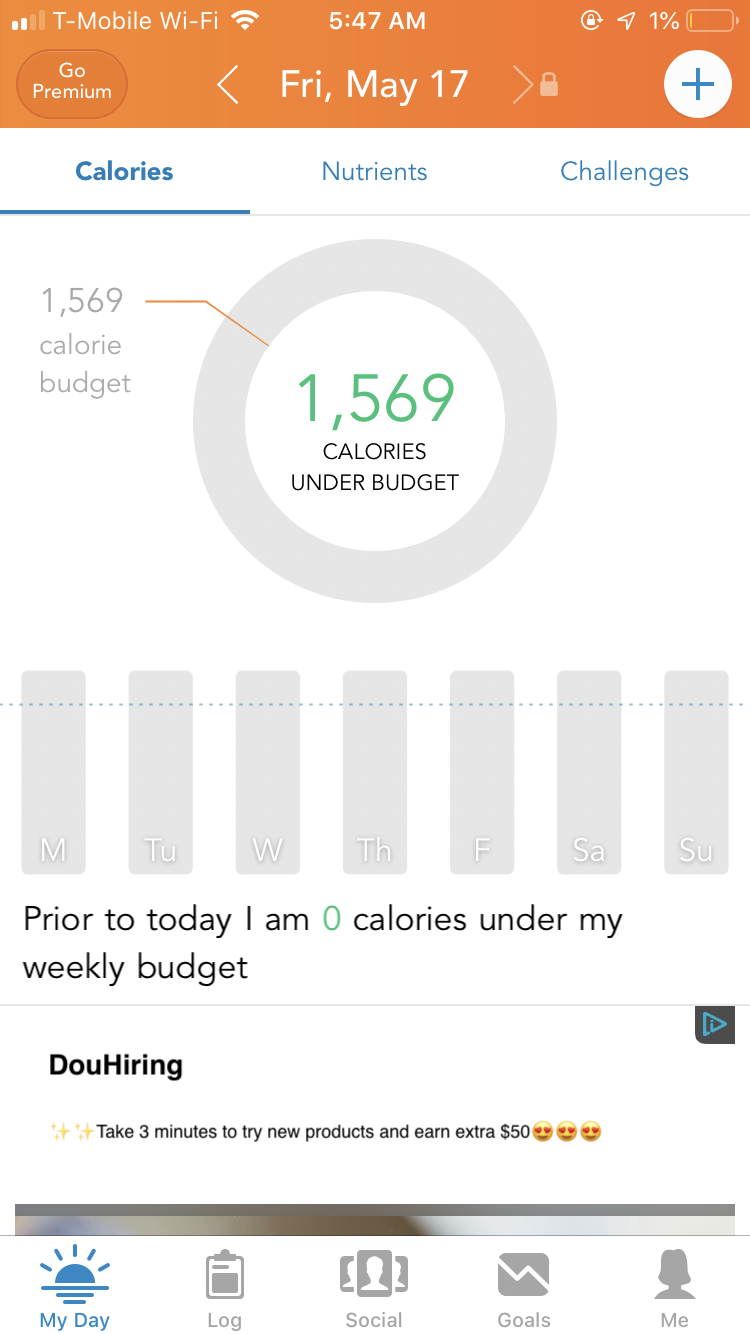 T-Mobile Wi-Fi 5:47 AM 1%
Go
Premium
Fri, May 17
Calories Nutrients Challenges
1,569
calorie
budget
1,569
CALORIES
UNDER BUDGET
M Tu W Th F Sa Su
Prior to today I am 0 calories under my
weekly budget
DouHiring
✨✨Take 3 minutes to try new products and earn extra $50😍😍😍
My Day Log Social Goals Me